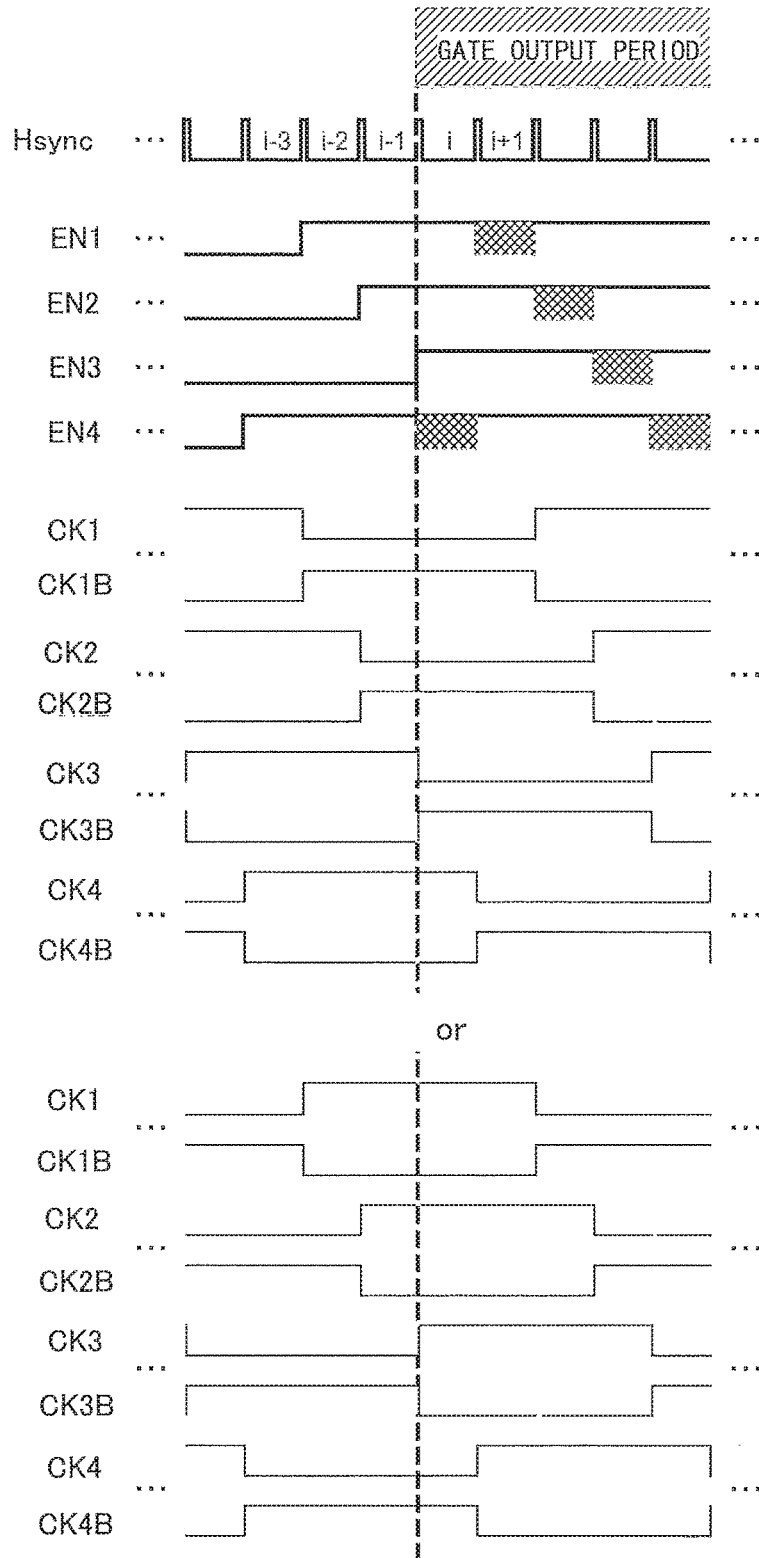 GATE OUTPUT PERIOD
Hsync ... i-3 i-2 i-1 i i+1 ...
EN1 ... ...
EN2 ... ...
EN3 ... ...
EN4 ... ...
CK1
... ...
CK1B
CK2
... ...
CK2B
CK3
... ...
CK3B
CK4
... ...
CK4B
or
CK1
... ...
CK1B
CK2
... ...
CK2B
CK3
... ...
CK3B
CK4
... ...
CK4B